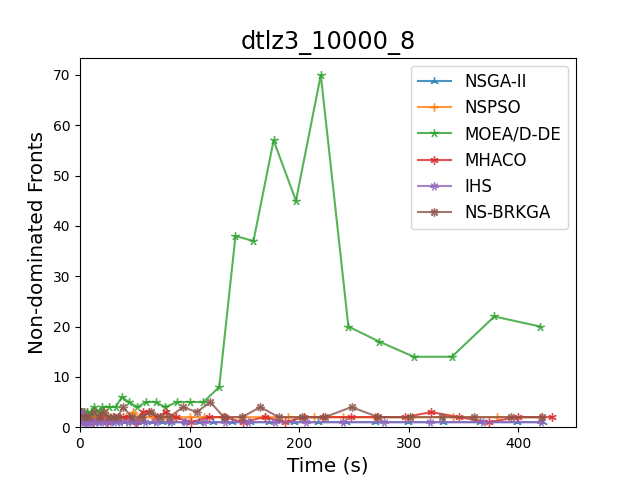 dtlz3_10000_8
Non-dominated Fronts
70
60
50
40
30
20
10
0
NSGA-II
NSPSO
MOEA/D-DE
MHACO
IHS
NS-BRKGA
0 100 200 300 400
Time (s)